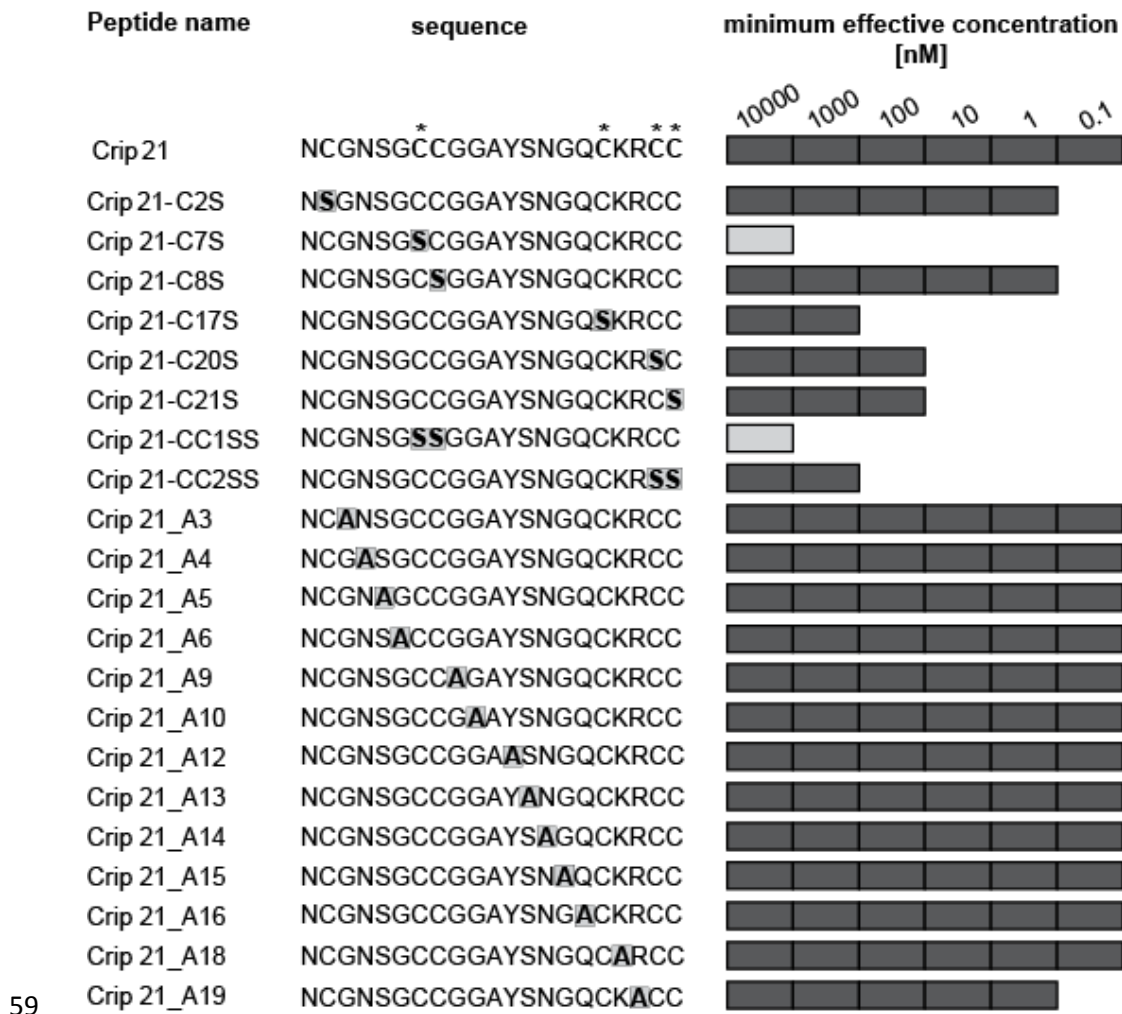 Peptide name sequence minimum effective concentration
[nM]
10000 1000 100 10 1 0.1
* * * *
Crip 21 NCGNSGCCGGAYSNGQCKRCC
Crip 21-C2S NSGNSGCCGGAYSNGQCKRCC
Crip 21-C7S NCGNSGSCGGAYSNGQCKRCC
Crip 21-C8S NCGNSGCSGGAYSNGQCKRCC
Crip 21-C17S NCGNSGCCGGAYSNGQSKRCC
Crip 21-C20S NCGNSGCCGGAYSNGQCKRSC
Crip 21-C21S NCGNSGCCGGAYSNGQCKRCS
Crip 21-CC1SS NCGNSGSSGGAYSNGQCKRCC
Crip 21-CC2SS NCGNSGCCGGAYSNGQCKRSS
Crip 21_A3 NCANSGCCGGAYSNGQCKRCC
Crip 21_A4 NCGASGCCGGAYSNGQCKRCC
Crip 21_A5 NCGNAGCCGGAYSNGQCKRCC
Crip 21_A6 NCGNSACCGGAYSNGQCKRCC
Crip 21_A9 NCGNSGCCAGAYSNGQCKRCC
Crip 21_A10 NCGNSGCCGAAYSNGQCKRCC
Crip 21_A12 NCGNSGCCGGAASNGQCKRCC
Crip 21_A13 NCGNSGCCGGAYANGQCKRCC
Crip 21_A14 NCGNSGCCGGAYSAGQCKRCC
Crip 21_A15 NCGNSGCCGGAYSNAQCKRCC
Crip 21_A16 NCGNSGCCGGAYSNGACKRCC
Crip 21_A18 NCGNSGCCGGAYSNGQCARCC
Crip 21_A19 NCGNSGCCGGAYSNGQCKACC
59